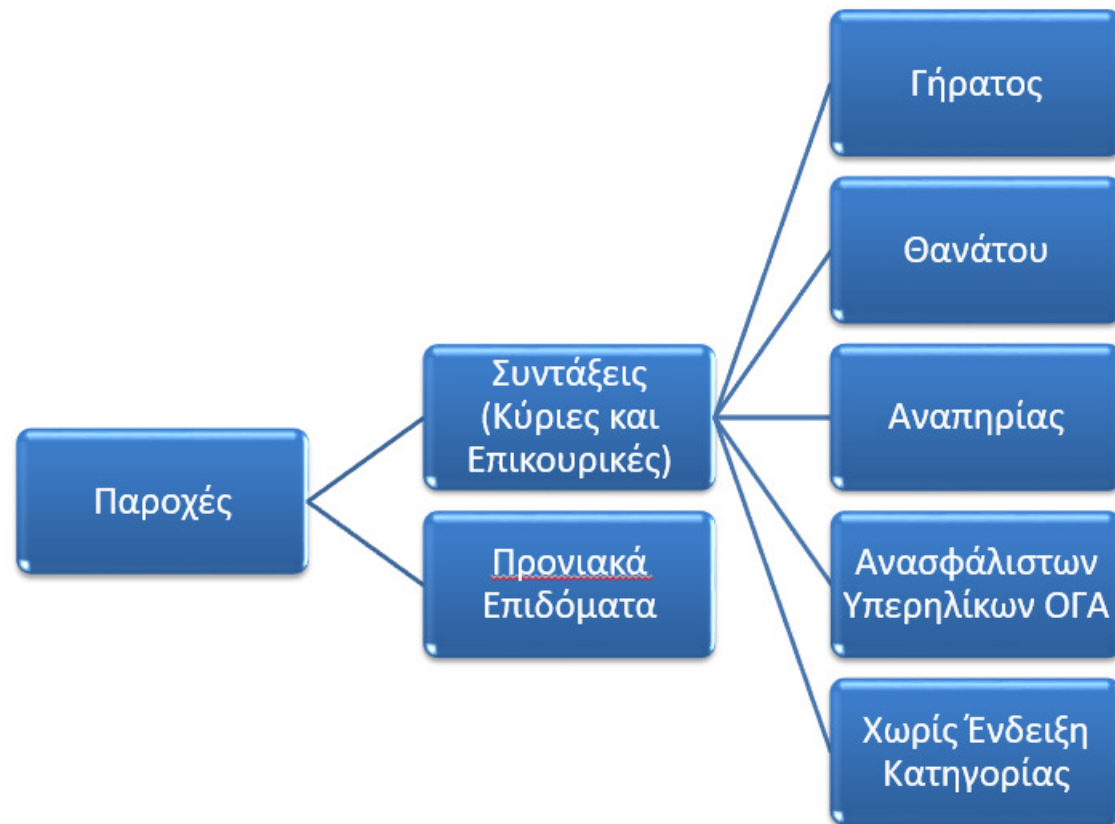 Παροχές
Συντάξεις
(Κύριες και
Επικουρικές)
Προνιακά
Επιδόματα
Γήρατος
Θανάτου
Αναπηρίας
Ανασφάλιστων
Υπερηλίκων ΟΓΑ
Χωρίς Ένδειξη
Κατηγορίας